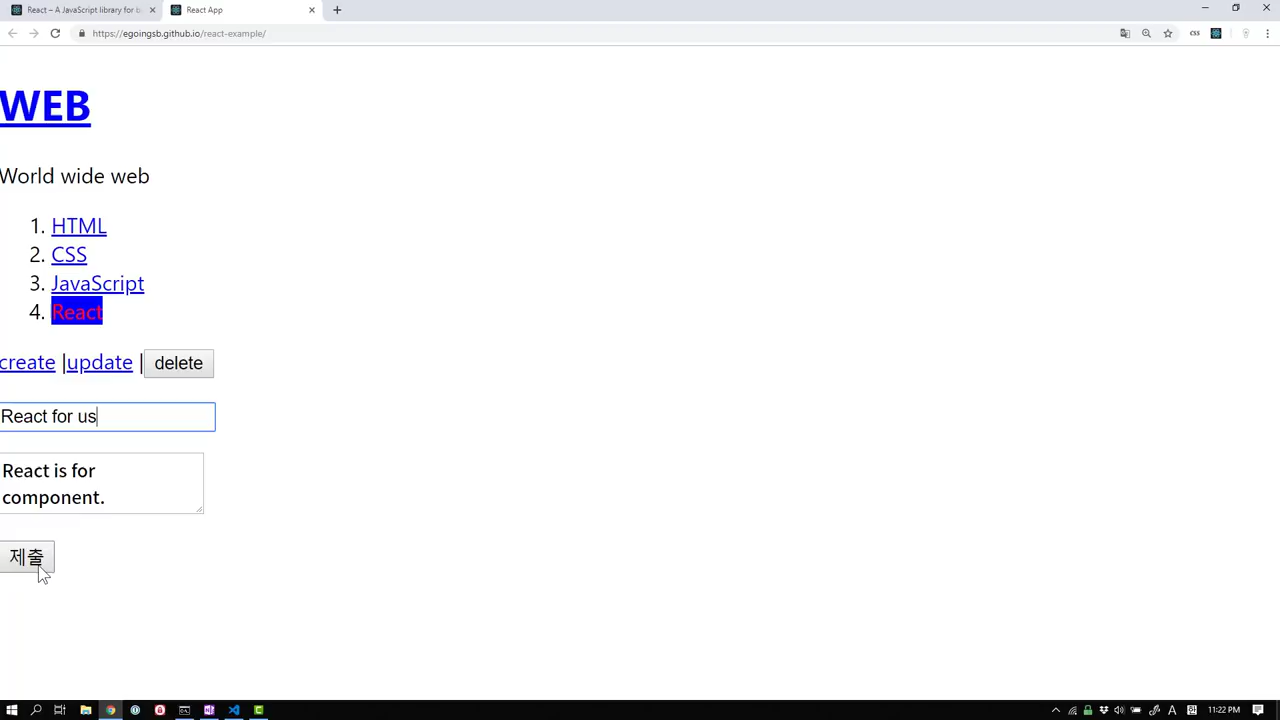 React – A JavaScript library for b
React App
https://egoingsb.github.io/react-example/
css
WEB
World wide web
1. HTML
2. CSS
3. JavaScript
4. React
create |update | delete
React for us
React is for
component.
제출
A
11:22 PM